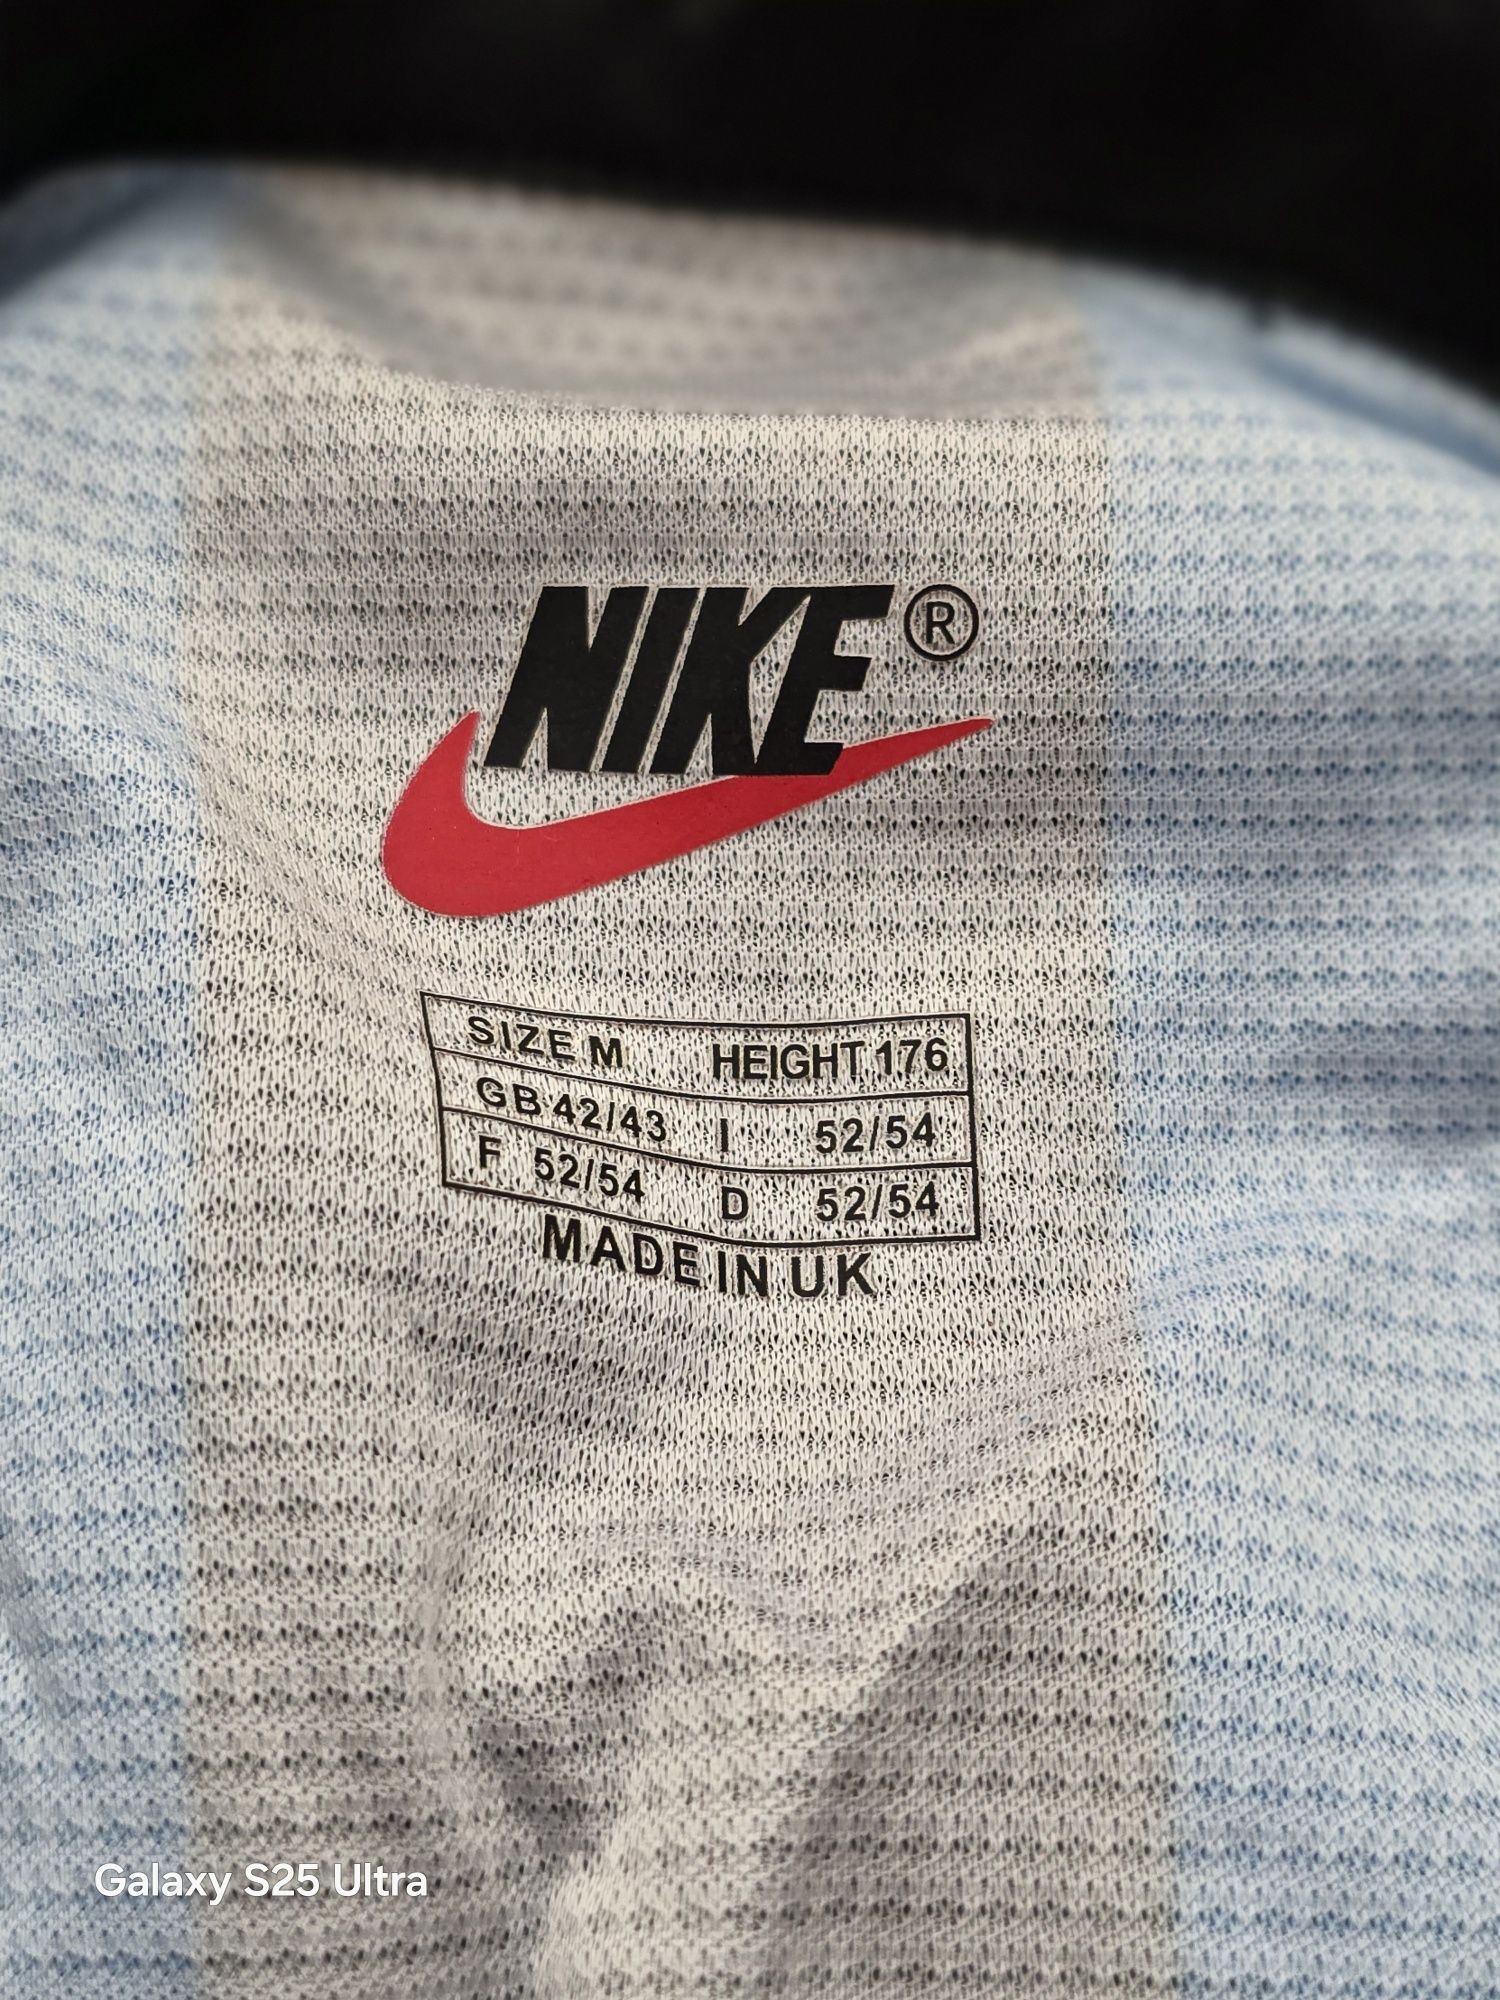 NIKE®
SIZE M HEIGHT 176
GB 42/43 I 52/54
F 52/54 D 52/54
MADE IN UK
Galaxy S25 Ultra